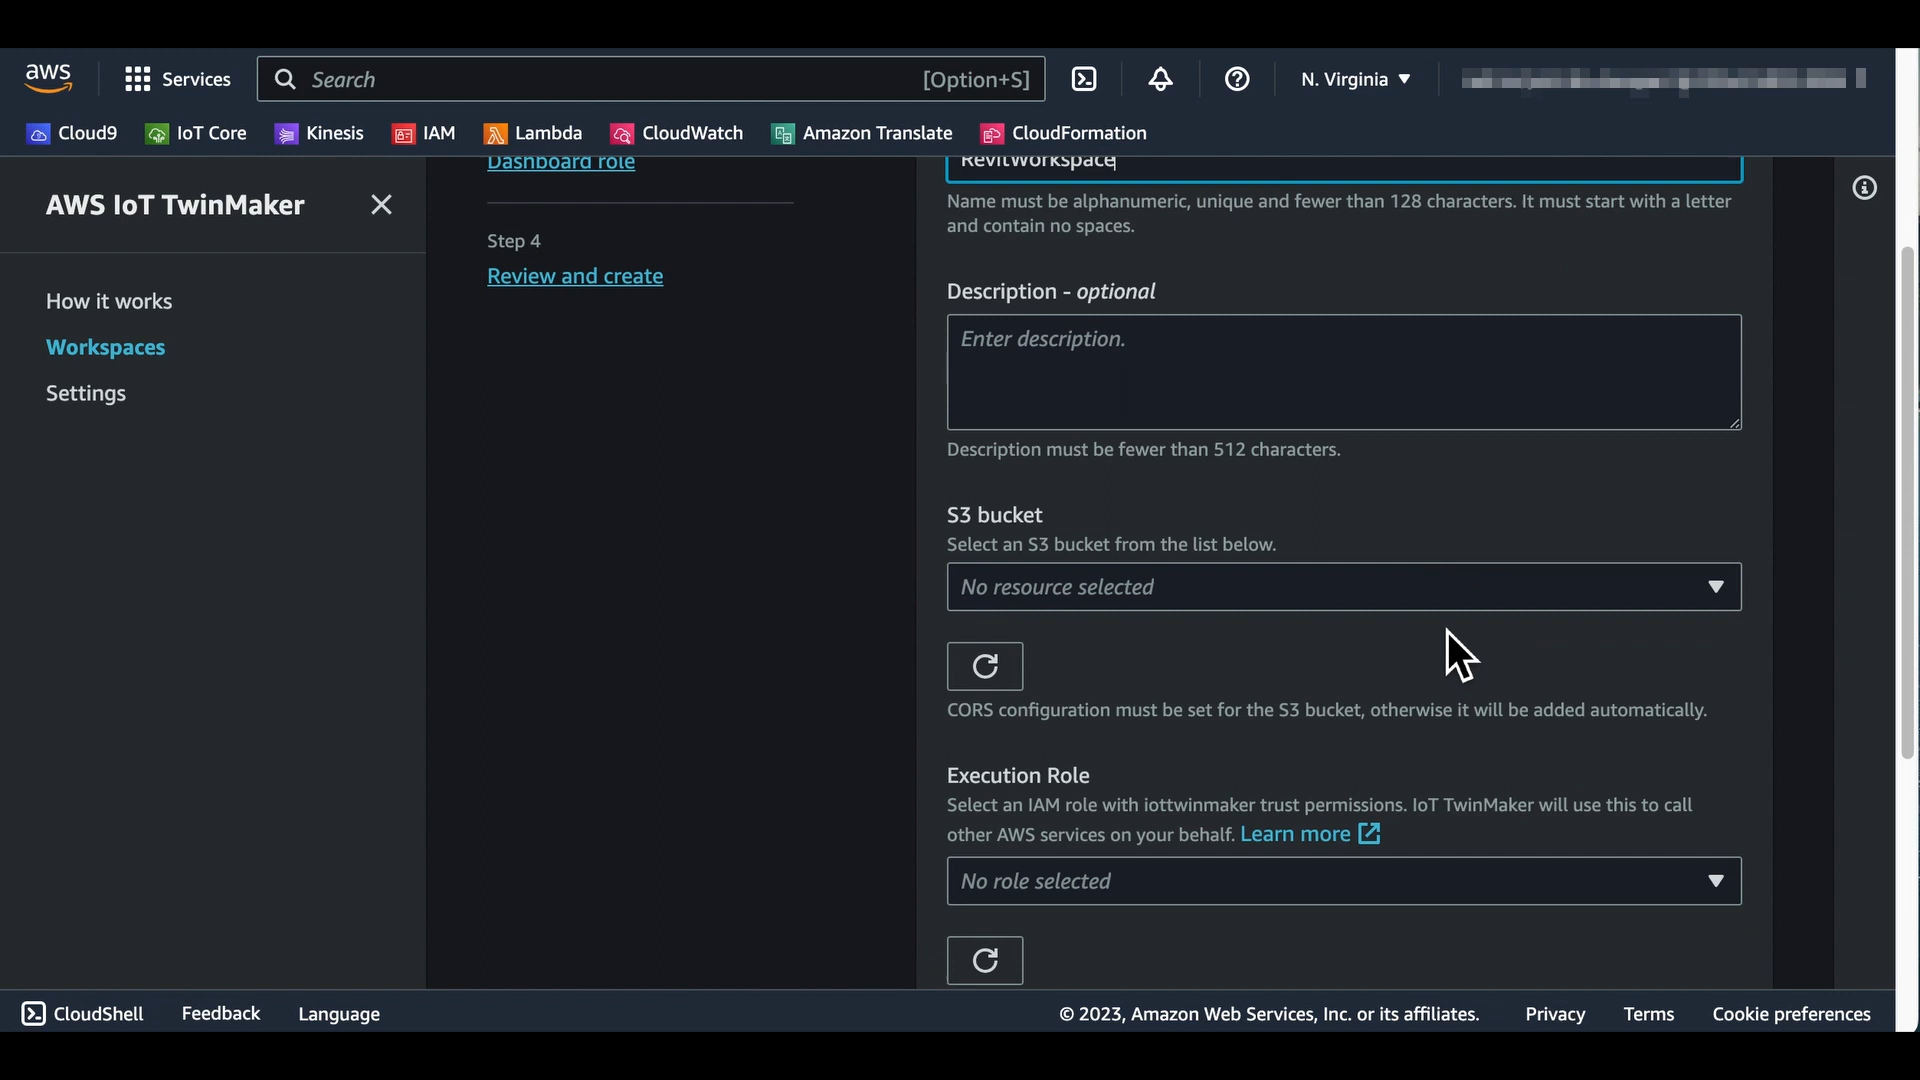 aws
Services
Search
[Option+S]
N. Virginia
Cloud9
IoT Core
Kinesis
IAM
Lambda
CloudWatch
Amazon Translate
CloudFormation
AWS IoT TwinMaker
How it works
Workspaces
Settings
Dashboard role
Step 4
Review and create
RevitWorkspace
Name must be alphanumeric, unique and fewer than 128 characters. It must start with a letter
and contain no spaces.
Description - optional
Enter description.
Description must be fewer than 512 characters.
S3 bucket
Select an S3 bucket from the list below.
No resource selected
CORS configuration must be set for the S3 bucket, otherwise it will be added automatically.
Execution Role
Select an IAM role with iottwinmaker trust permissions. IoT TwinMaker will use this to call
other AWS services on your behalf. Learn more
No role selected
CloudShell
Feedback
Language
© 2023, Amazon Web Services, Inc. or its affiliates.
Privacy
Terms
Cookie preferences